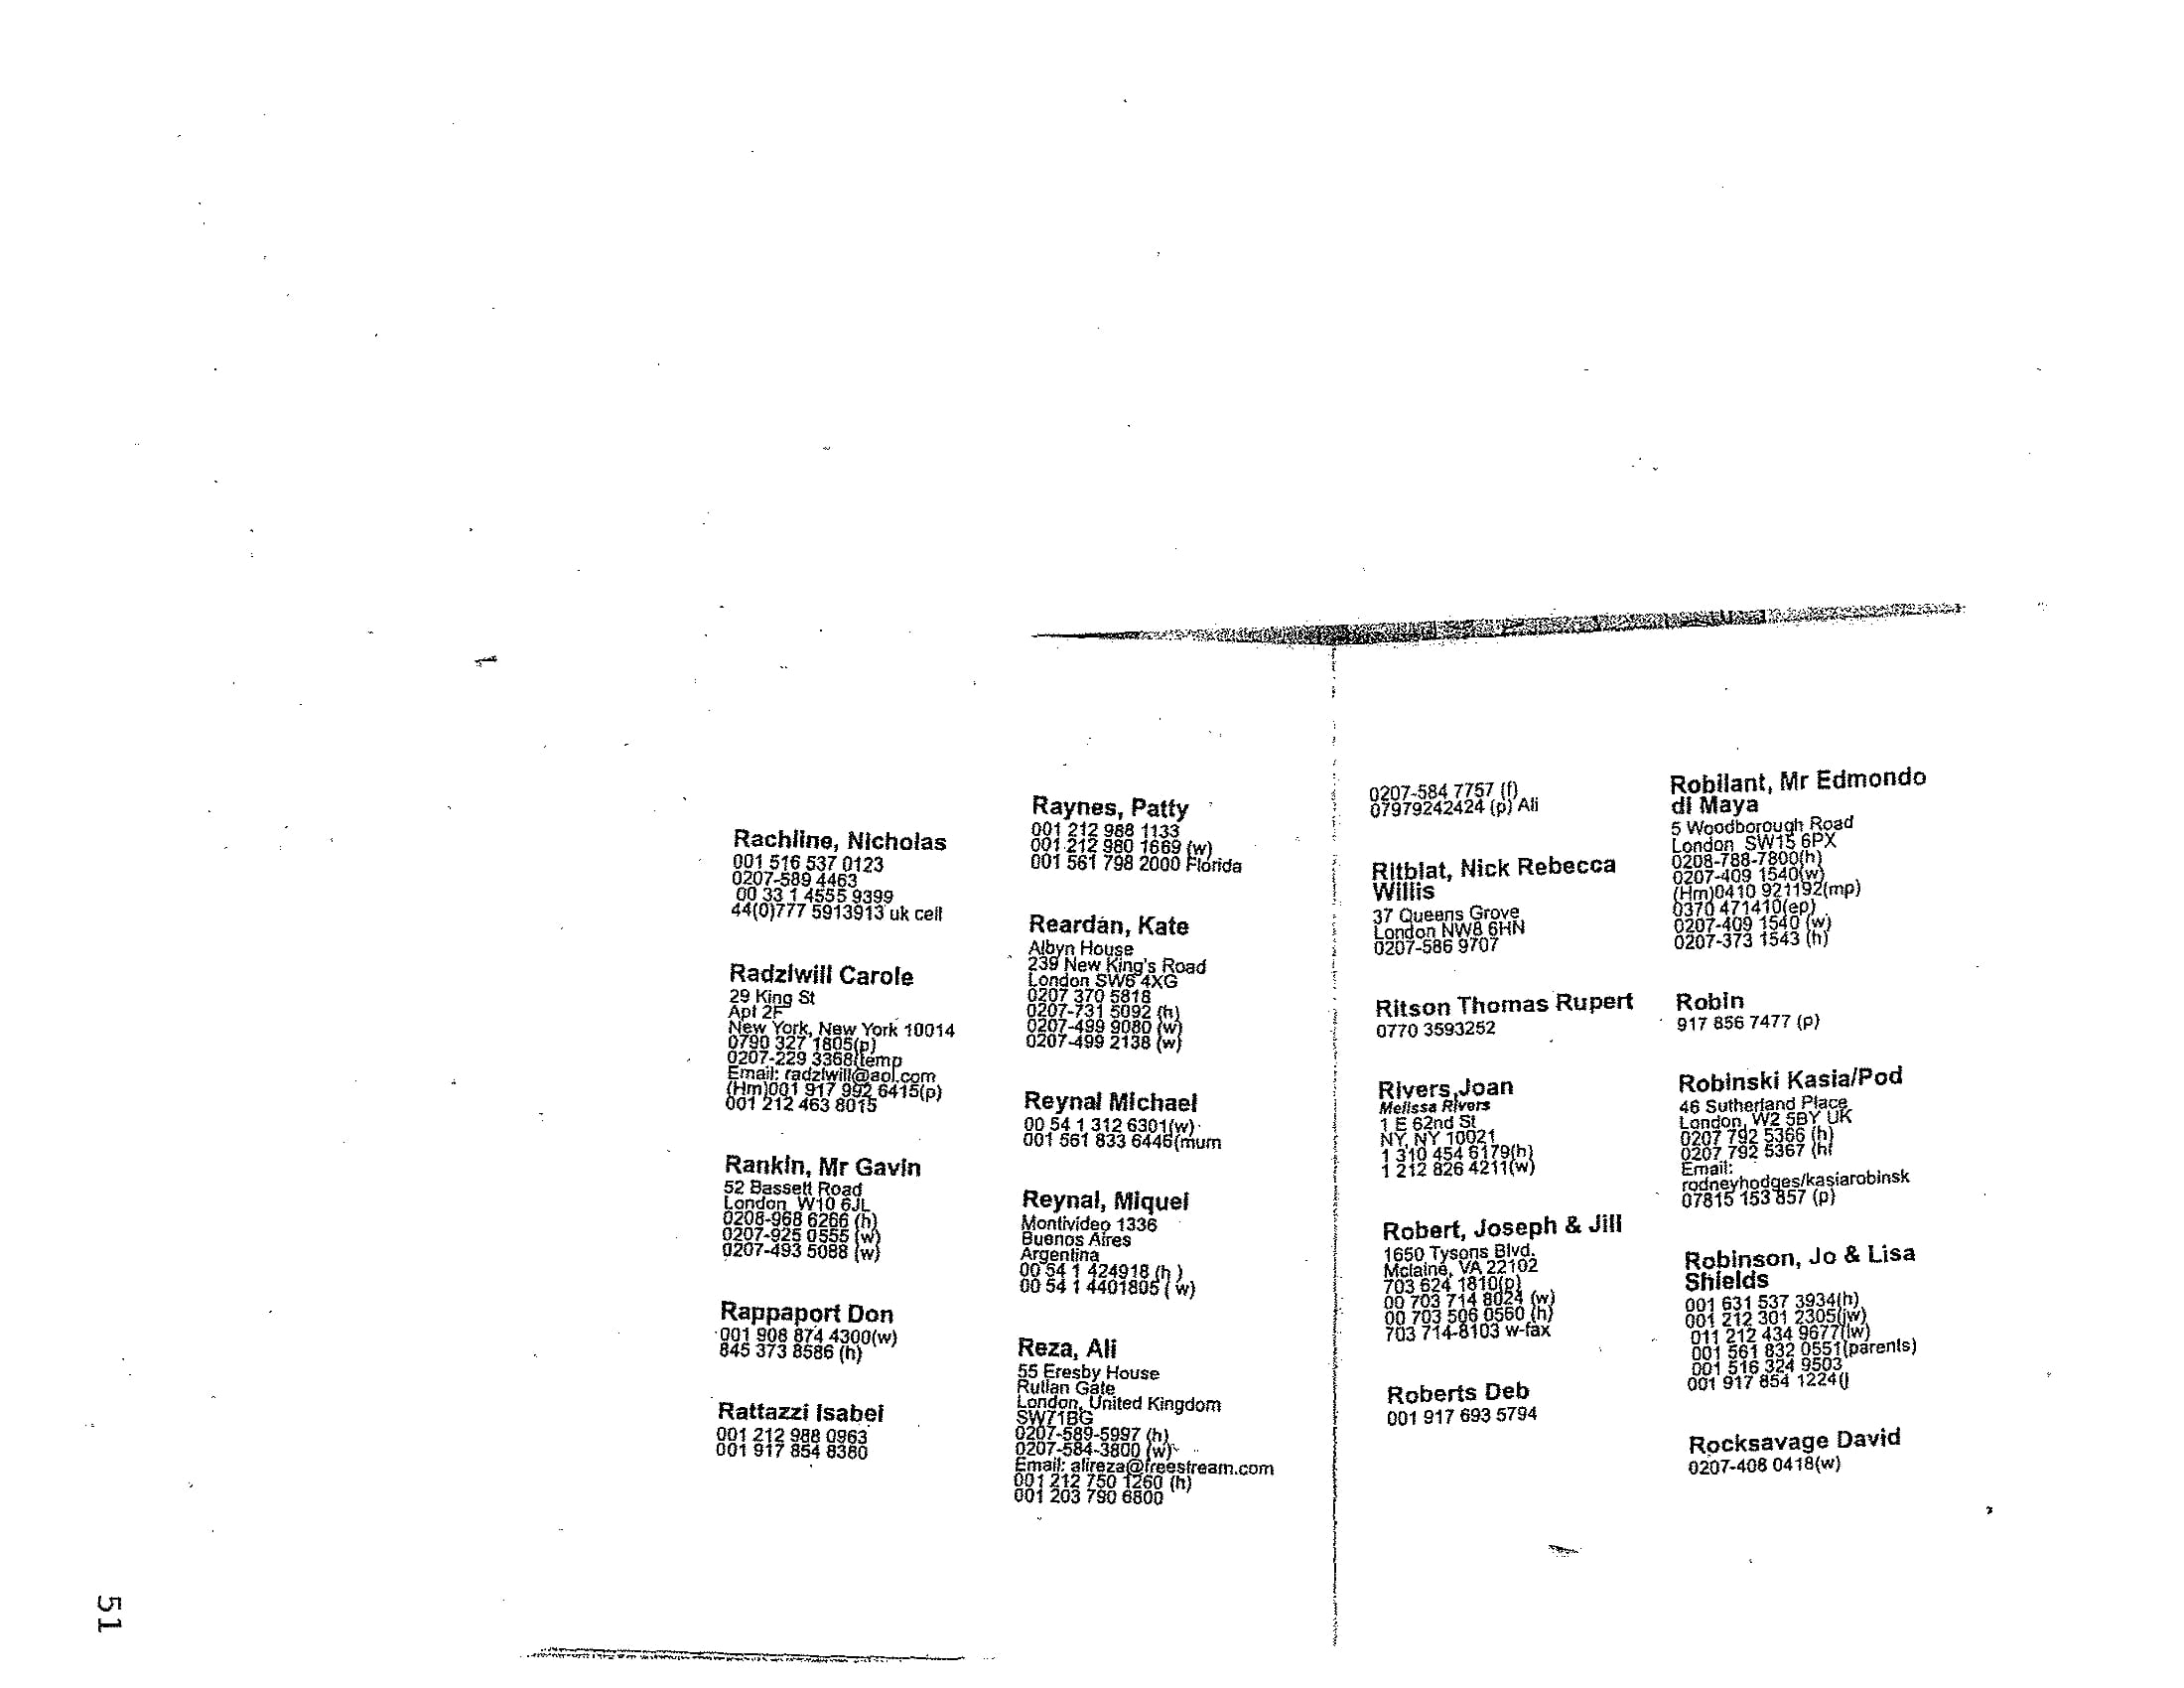 Rachline, Nicholas
001 516 537 0123
0207-589 4463
00 33 1 4555 9399
44(0)777 5913913 uk cell
Radziwill Carole
29 King St
Apt 2F
New York, New York 10014
0790 327 1805(p)
0207-229 3368(temp
Email: radziwill@aol.com
(Hm)001 917 992 6415(p)
001 212 463 8015
Rankin, Mr Gavin
52 Bassett Road
London W10 6JL
0208-968 6266 (h)
0207-925 0555 (w)
0207-493 5088 (w)
Rappaport Don
001 908 874 4300(w)
845 373 8586 (h)
Rattazzi Isabel
001 212 988 0963
001 917 854 8380
Raynes, Patty
001 212 988 1133
001 212 980 1669 (w)
001 561 798 2000 Florida
Reardan, Kate
Albyn House
239 New King's Road
London SW6 4XG
0207 370 5818
0207-731 5092 (h)
0207-499 9080 (w)
0207-499 2138 (w)
Reynal Michael
00 54 1 312 6301(w)
001 561 833 6446(mum
Reynal, Miquel
Montivideo 1336
Buenos Aires
Argentina
00 54 1 424918 (h )
00 54 1 4401805 ( w)
Reza, Ali
55 Eresby House
Rutlan Gate
London, United Kingdom
SW71BG
0207-589-5997 (h)
0207-584-3800 (w)
Email: alireza@freestream.com
001 212 750 1260 (h)
001 203 790 6800
0207-584 7757 (f)
07979242424 (p) Ali
Ritblat, Nick Rebecca
Willis
37 Queens Grove
London NW8 6HN
0207-586 9707
Ritson Thomas Rupert
0770 3593252
Rivers,Joan
Melissa Rivers
1 E 62nd St
NY, NY 10021
1 310 454 6179(h)
1 212 826 4211(w)
Robert, Joseph & Jill
1650 Tysons Blvd.
Mclaine, VA 22102
703 624 1810(p)
00 703 714 8024 (w)
00 703 506 0560 (h)
703 714-8103 w-fax
Roberts Deb
001 917 693 5794
Robilant, Mr Edmondo
di Maya
5 Woodborough Road
London SW15 6PX
0208-788-7800(h)
0207-409 1540(w)
(Hm)0410 921192(mp)
0370 471410(ep)
0207-409 1540 (w)
0207-373 1543 (h)
Robin
917 856 7477 (p)
Robinski Kasia/Pod
46 Sutherland Place
London, W2 5BY UK
0207 792 5366 (h)
0207 792 5367 (hf
Email:
rodneyhodges/kasiarobinsk
07815 153 857 (p)
Robinson, Jo & Lisa
Shields
001 631 537 3934(h)
001 212 301 2305(jw)
011 212 434 9677(lw)
001 561 832 0551(parents)
001 516 324 9503
001 917 854 1224(j
Rocksavage David
0207-408 0418(w)
51